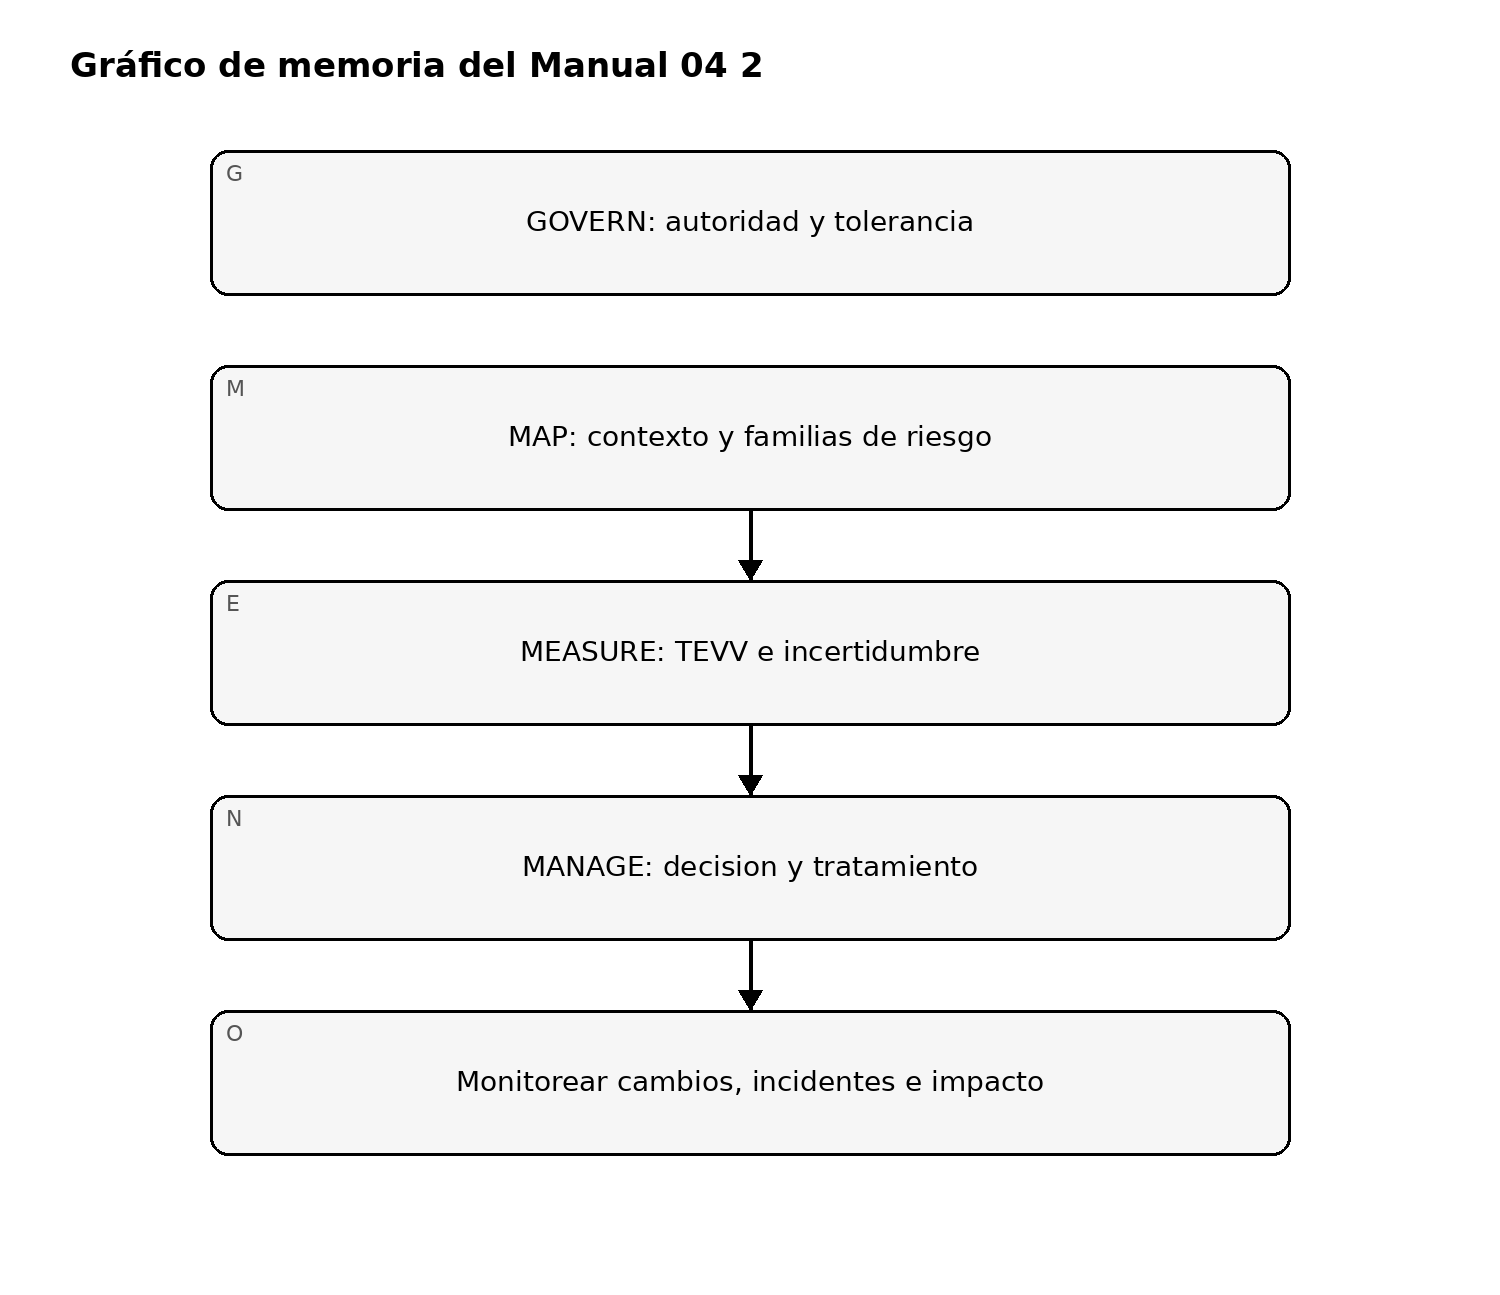 Gráfico de memoria del Manual 04 2
G
GOVERN: autoridad y tolerancia
M
MAP: contexto y familias de riesgo
E
MEASURE: TEVV e incertidumbre
N
MANAGE: decision y tratamiento
O
Monitorear cambios, incidentes e impacto